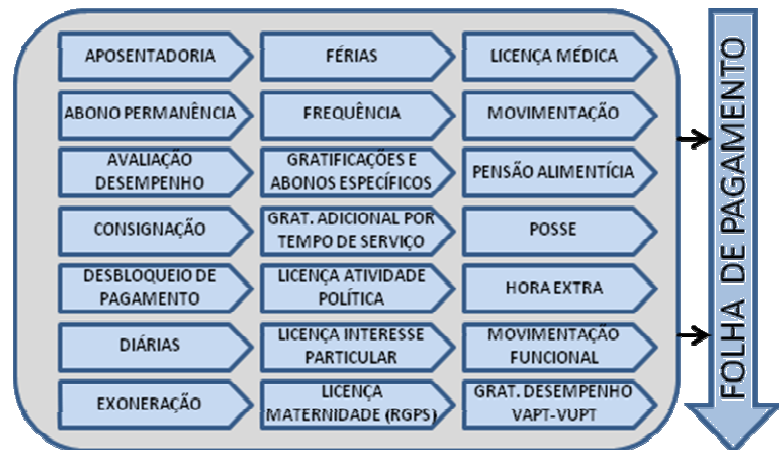 APOSENTADORIA
FÉRIAS
LICENÇA MÉDICA
ABONO PERMANÊNCIA
FREQUÊNCIA
MOVIMENTAÇÃO
AVALIAÇÃO
DESEMPENHO
GRATIFICAÇÕES E
ABONOS ESPECÍFICOS
PENSÃO ALIMENTÍCIA
CONSIGNAÇÃO
GRAT. ADICIONAL POR
TEMPO DE SERVIÇO
POSSE
DESBLOQUEIO DE
PAGAMENTO
LICENÇA ATIVIDADE
POLÍTICA
HORA EXTRA
DIÁRIAS
LICENÇA INTERESSE
PARTICULAR
MOVIMENTAÇÃO
FUNCIONAL
EXONERAÇÃO
LICENÇA
MATERNIDADE (RGPS)
GRAT. DESEMPENHO
VAPT-VUPT
FOLHA DE PAGAMENTO